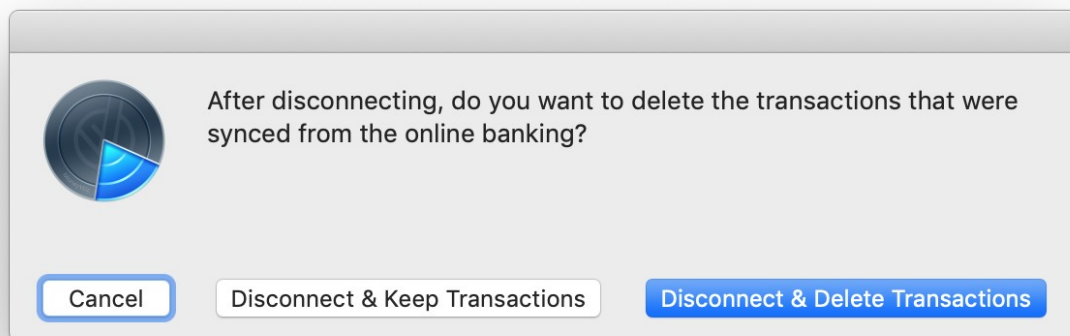 After disconnecting, do you want to delete the transactions that were
synced from the online banking?
Cancel
Disconnect & Keep Transactions
Disconnect & Delete Transactions